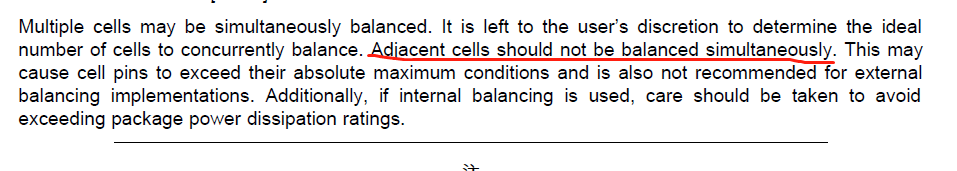 Multiple cells may be simultaneously balanced. It is left to the user's discretion to determine the ideal
number of cells to concurrently balance. Adjacent cells should not be balanced simultaneously. This may
cause cell pins to exceed their absolute maximum conditions and is also not recommended for external
balancing implementations. Additionally, if internal balancing is used, care should be taken to avoid
exceeding package power dissipation ratings.